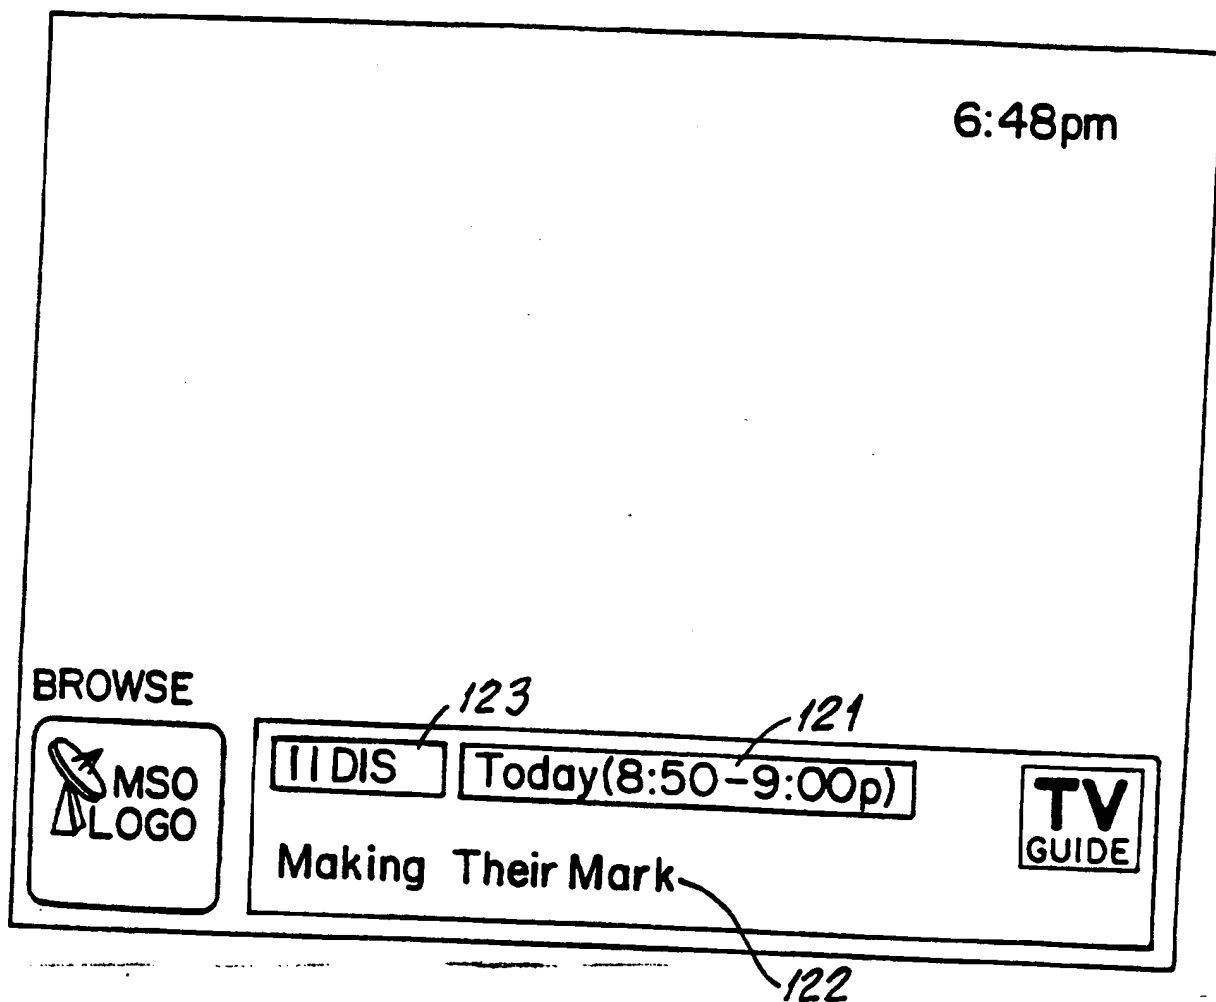 6:48pm
BROWSE
123
121
MSO
LOGO
11 DIS
Today(8:50-9:00p)
TV
GUIDE
Making Their Mark
122